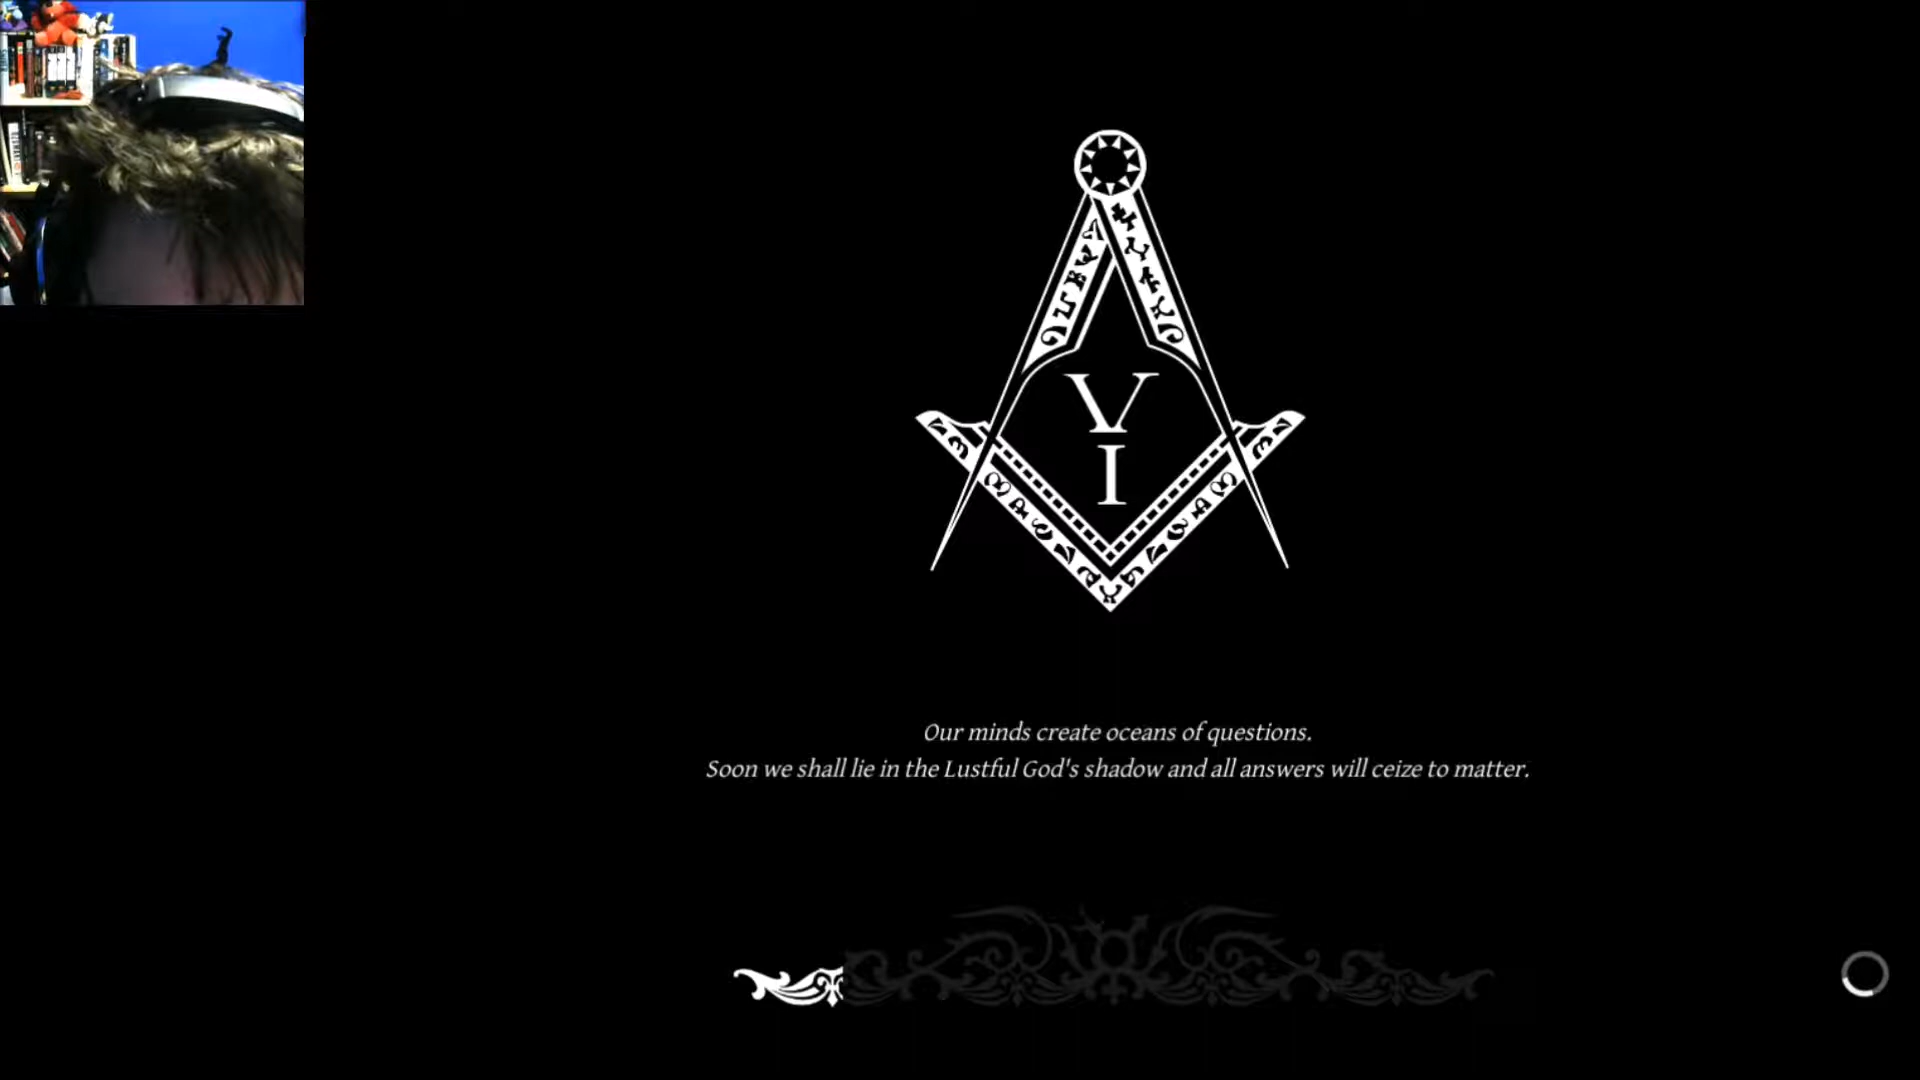 V
I
Our minds create oceans of questions.
Soon we shall lie in the Lustful God's shadow and all answers will ceize to matter.